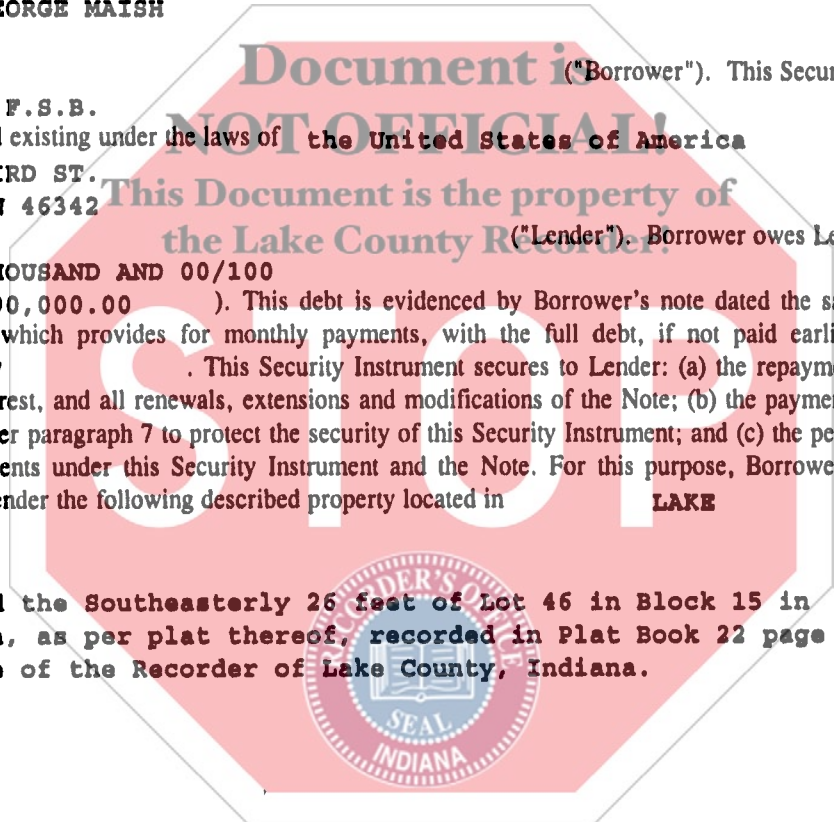 EORGE MAISH
Document is
("Borrower"). This Secur
F.S.B.
NOT OFFICIAL!
existing under the laws of the United States of America
RD ST.
This Document is the property of
46342
the Lake County Recorder!
("Lender"). Borrower owes Le
OUSAND AND 00/100
0,000.00 ). This debt is evidenced by Borrower's note dated the sa
which provides for monthly payments, with the full debt, if not paid earli
. This Security Instrument secures to Lender: (a) the repaym
rest, and all renewals, extensions and modifications of the Note; (b) the payme
er paragraph 7 to protect the security of this Security Instrument; and (c) the pe
ents under this Security Instrument and the Note. For this purpose, Borrowe
ender the following described property located in LAKE
STOP
the Southeasterly 26 feet of Lot 46 in Block 15 in
, as per plat thereof, recorded in Plat Book 22 page
of the Recorder of Lake County, Indiana.
RECORDER'S OFFICE
SEAL
INDIANA